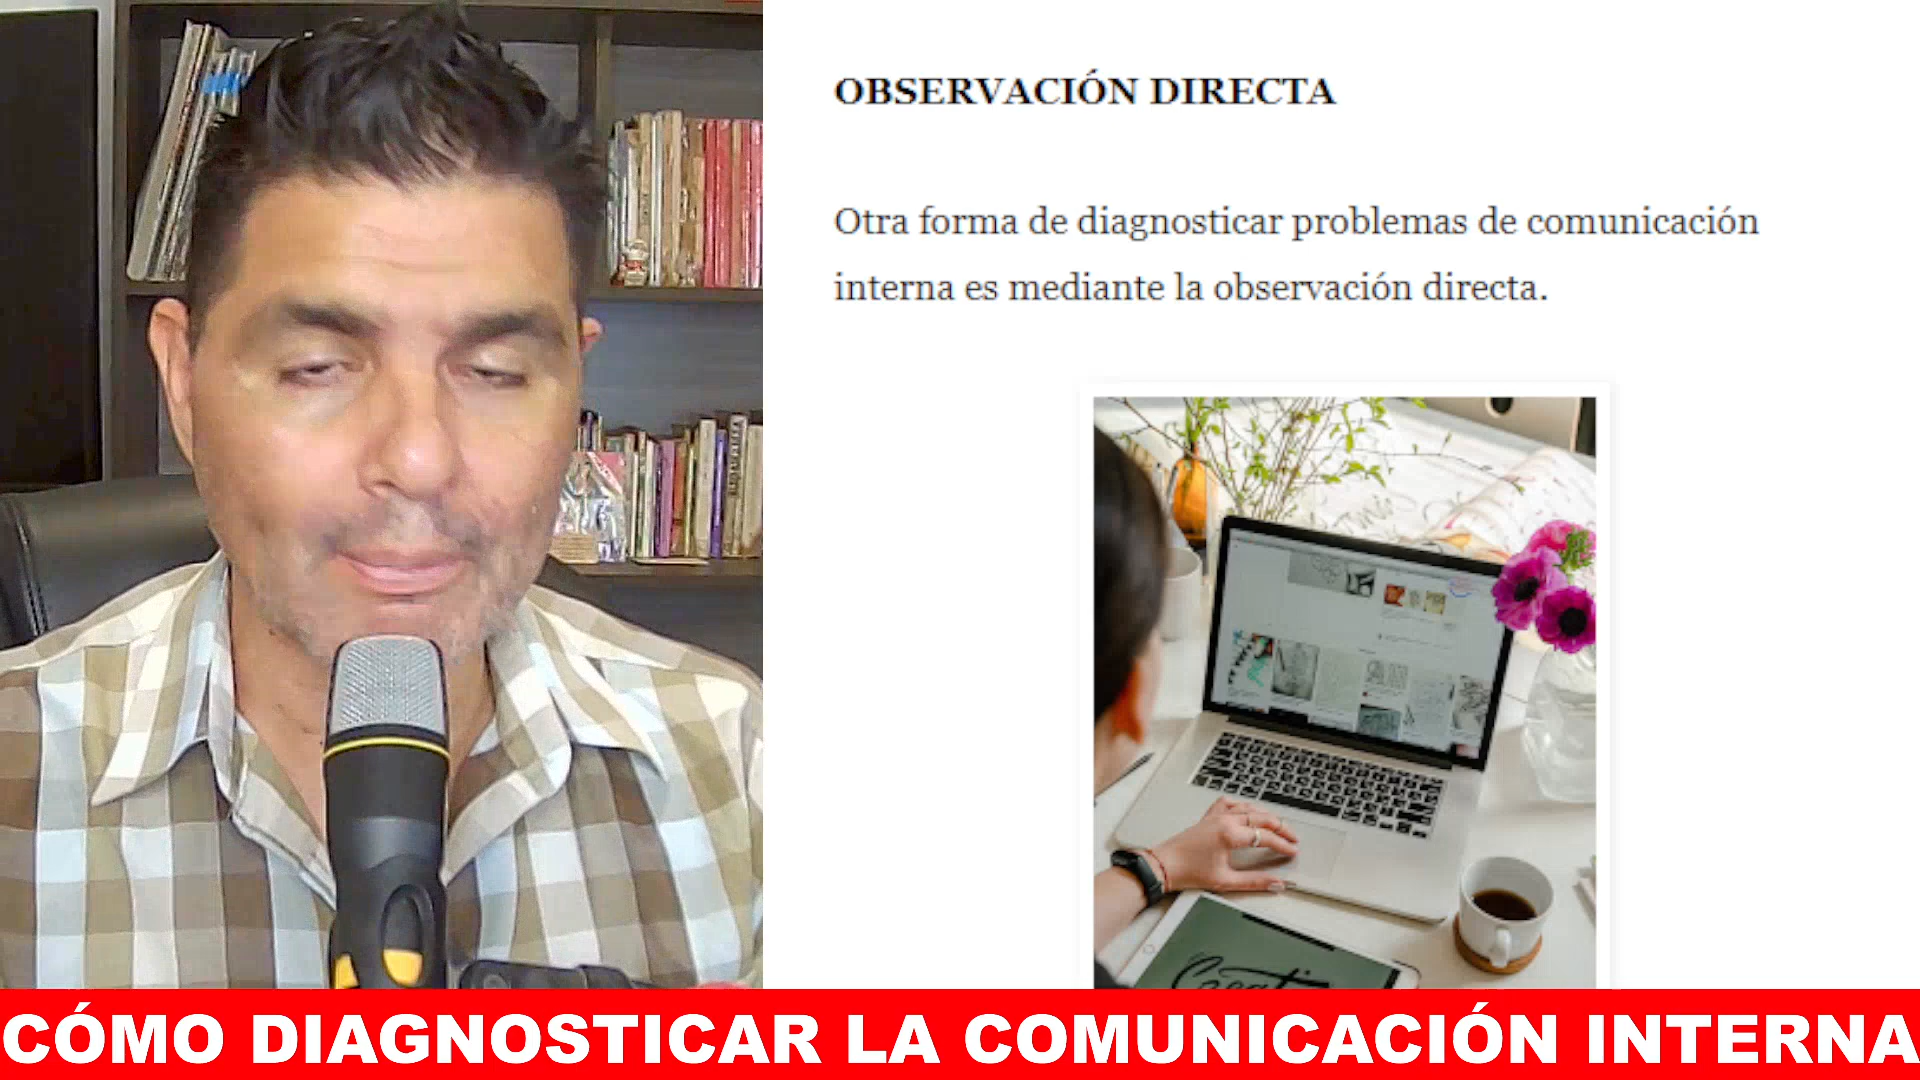 OBSERVACIÓN DIRECTA
Otra forma de diagnosticar problemas de comunicación
interna es mediante la observación directa.
CÓMO DIAGNOSTICAR LA COMUNICACIÓN INTERNA